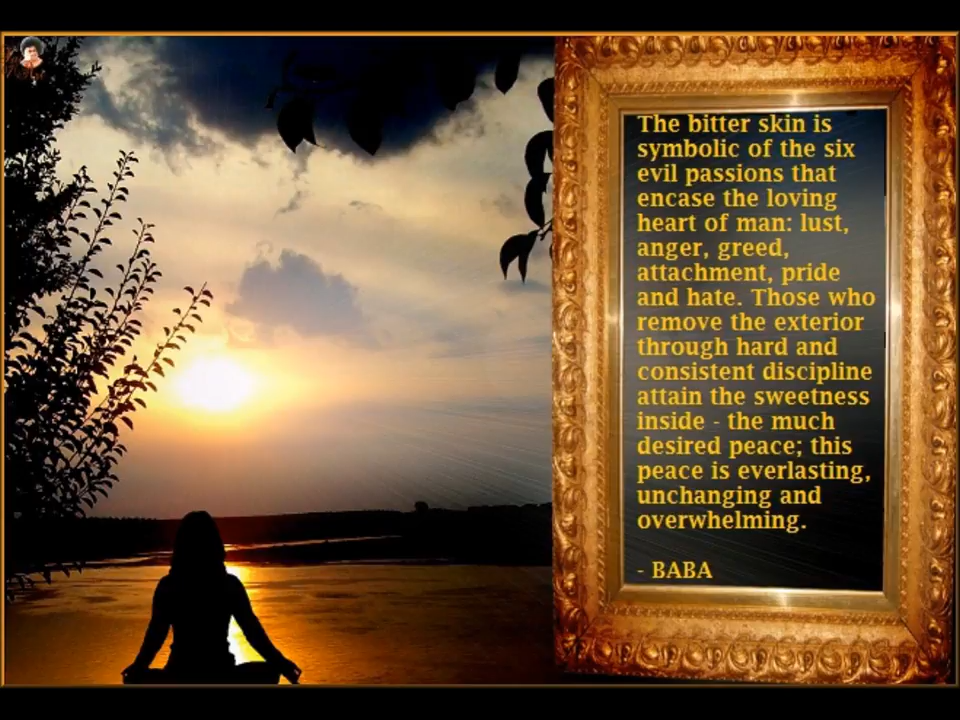 The bitter skin is
symbolic of the six
evil passions that
encase the loving
heart of man: lust,
anger, greed,
attachment, pride
and hate. Those who
remove the exterior
through hard and
consistent discipline
attain the sweetness
inside - the much
desired peace; this
peace is everlasting,
unchanging and
overwhelming.
- BABA